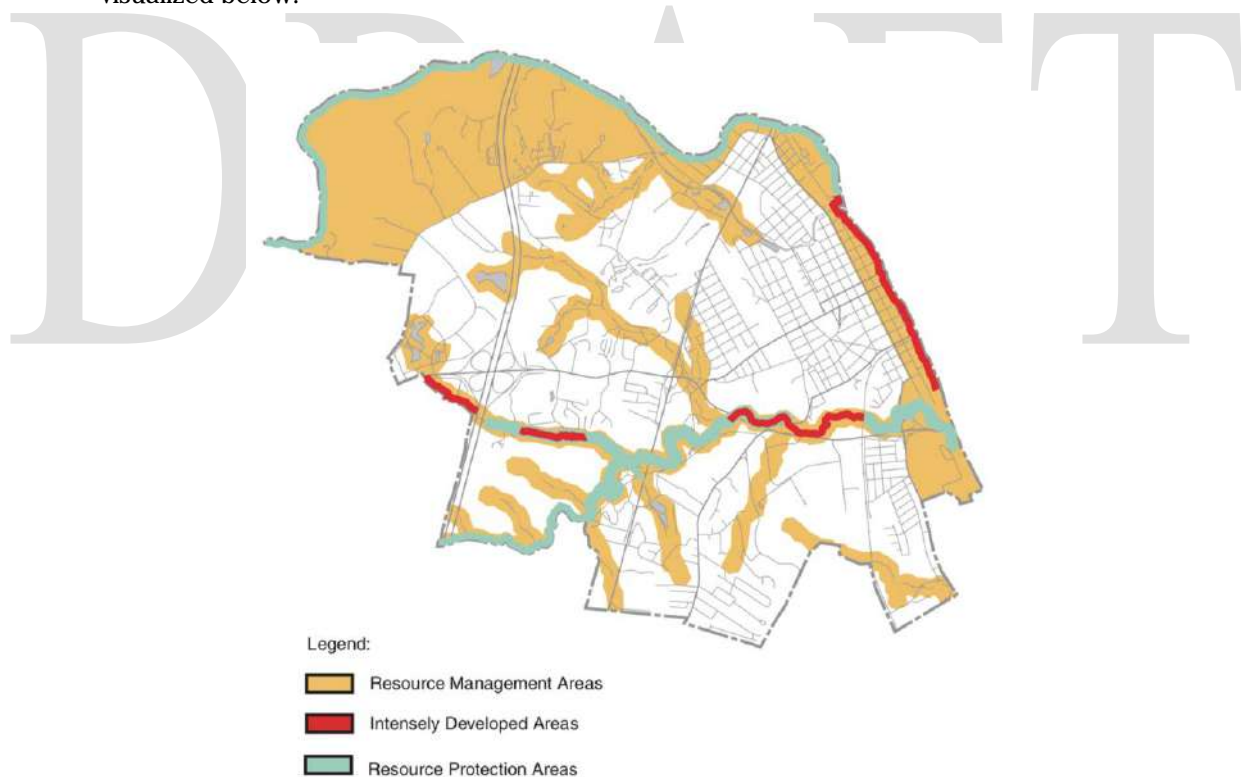 visualized below:
DRAFT
Legend:
Resource Management Areas
Intensely Developed Areas
Resource Protection Areas